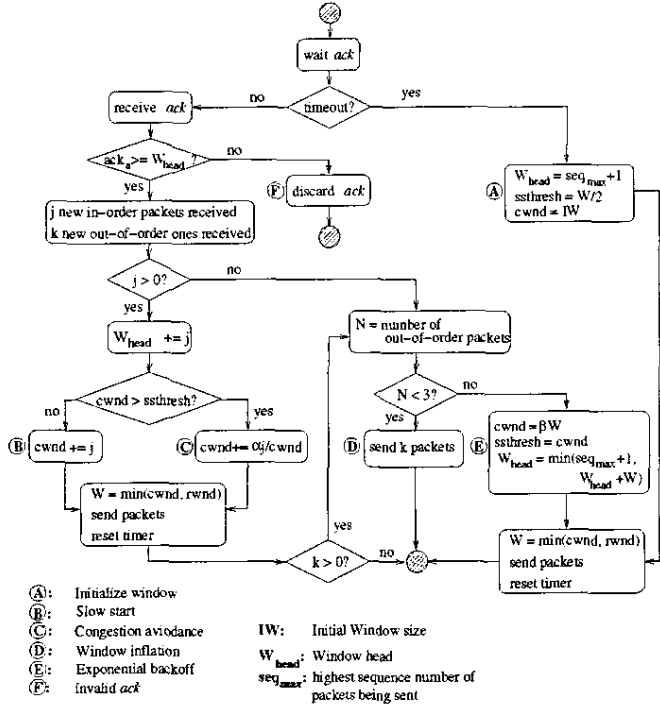 wait ack
timeout?
no
yes
receive ack
ack_a >= W_head ?
no
yes
Ⓕ discard ack
Ⓐ
W_head = seq_max+1
ssthresh = W/2
cwnd = IW
j new in-order packets received
k new out-of-order ones received
j > 0?
no
yes
W_head += j
N = number of
out-of-order packets
cwnd > ssthresh?
no
yes
N < 3?
no
yes
Ⓑ cwnd += j
Ⓒ cwnd += αj/cwnd
Ⓓ send k packets
Ⓔ
cwnd = βW
ssthresh = cwnd
W_head = min(seq_max+1,
W_head+W)
W = min(cwnd, rwnd)
send packets
reset timer
yes
k > 0?
no
W = min(cwnd, rwnd)
send packets
reset timer
Ⓐ: Initialize window
Ⓑ: Slow start
Ⓒ: Congestion aviodance
Ⓓ: Window inflation
Ⓔ: Exponential backoff
Ⓕ: Invalid ack
IW: Initial Window size
W_head: Window head
seq_max: highest sequence number of
packets being sent